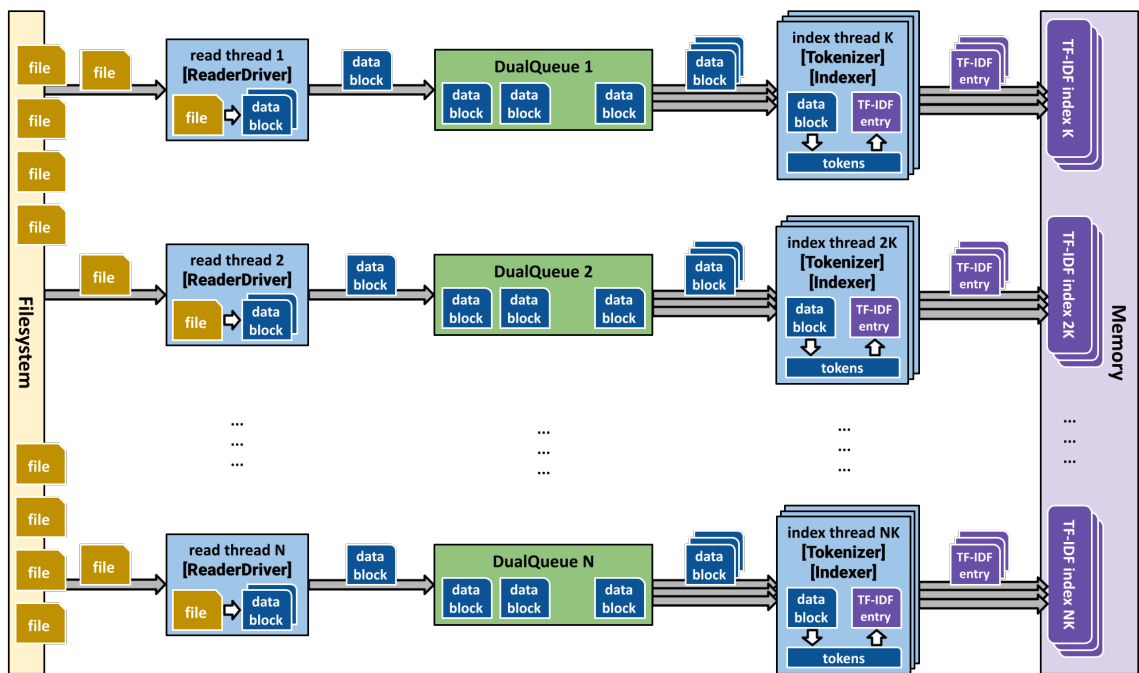 Filesystem
file
file
file
file
file
file
file
file
file
read thread 1
[ReaderDriver]
file
data
block
data
block
DualQueue 1
data
block
data
block
data
block
data
block
index thread K
[Tokenizer]
[Indexer]
data
block
TF-IDF
entry
tokens
TF-IDF
entry
TF-IDF index K
Memory
file
read thread 2
[ReaderDriver]
file
data
block
data
block
DualQueue 2
data
block
data
block
data
block
data
block
index thread 2K
[Tokenizer]
[Indexer]
data
block
TF-IDF
entry
tokens
TF-IDF
entry
TF-IDF index 2K
...
...
...
...
...
...
...
...
...
...
...
...
file
read thread N
[ReaderDriver]
file
data
block
data
block
DualQueue N
data
block
data
block
data
block
data
block
index thread NK
[Tokenizer]
[Indexer]
data
block
TF-IDF
entry
tokens
TF-IDF
entry
TF-IDF index NK